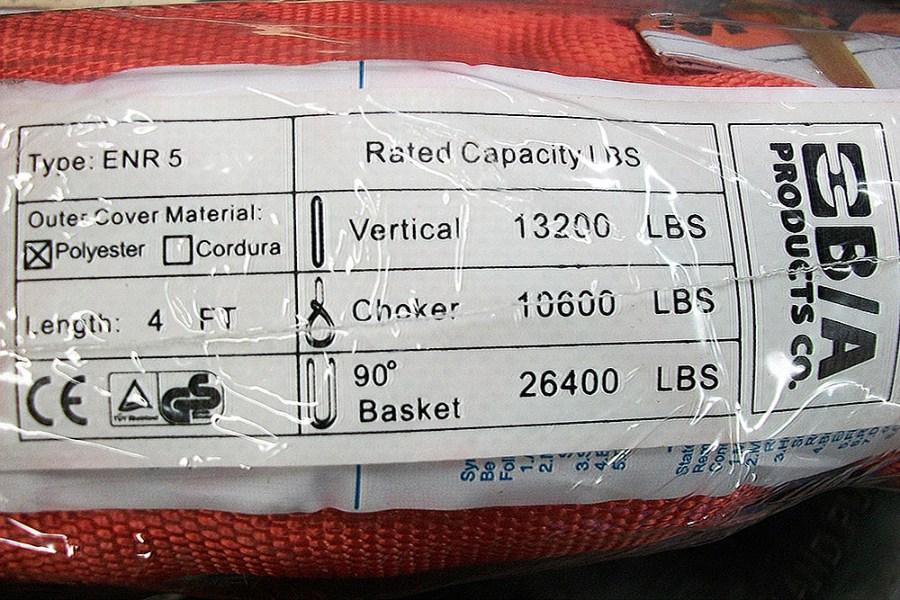 Type: ENR 5
Rated Capacity LBS
Outer Cover Material:
Polyester Cordura
Vertical 13200 LBS
Length: 4 FT
Choker 10600 LBS
CE
90°
Basket 26400 LBS
B/A
PRODUCTS CO.